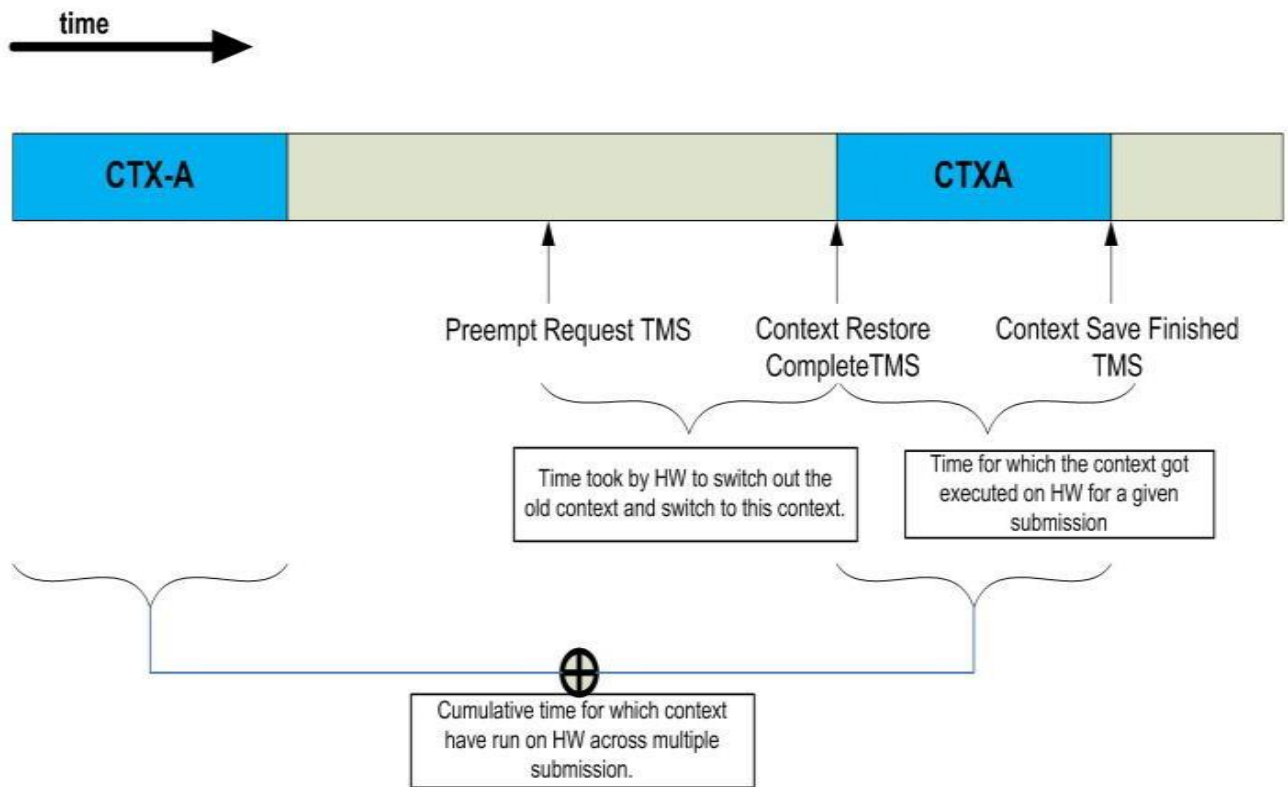 time
CTX-A
CTXA
Preempt Request TMS
Context Restore
CompleteTMS
Context Save Finished
TMS
Time took by HW to switch out the
old context and switch to this context.
Time for which the context got
executed on HW for a given
submission
Cumulative time for which context
have run on HW across multiple
submission.